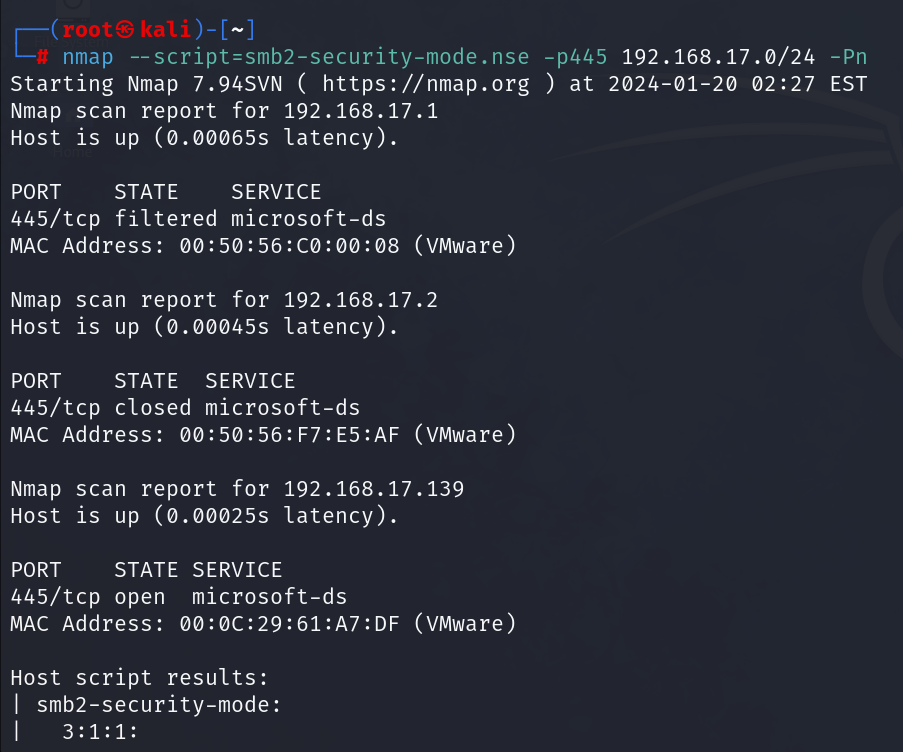 ┌──(root㉿kali)-[~]
└─# nmap --script=smb2-security-mode.nse -p445 192.168.17.0/24 -Pn
Starting Nmap 7.94SVN ( https://nmap.org ) at 2024-01-20 02:27 EST
Nmap scan report for 192.168.17.1
Host is up (0.00065s latency).
PORT    STATE    SERVICE
445/tcp filtered microsoft-ds
MAC Address: 00:50:56:C0:00:08 (VMware)
Nmap scan report for 192.168.17.2
Host is up (0.00045s latency).
PORT    STATE  SERVICE
445/tcp closed microsoft-ds
MAC Address: 00:50:56:F7:E5:AF (VMware)
Nmap scan report for 192.168.17.139
Host is up (0.00025s latency).
PORT    STATE SERVICE
445/tcp open  microsoft-ds
MAC Address: 00:0C:29:61:A7:DF (VMware)
Host script results:
| smb2-security-mode:
|   3:1:1: